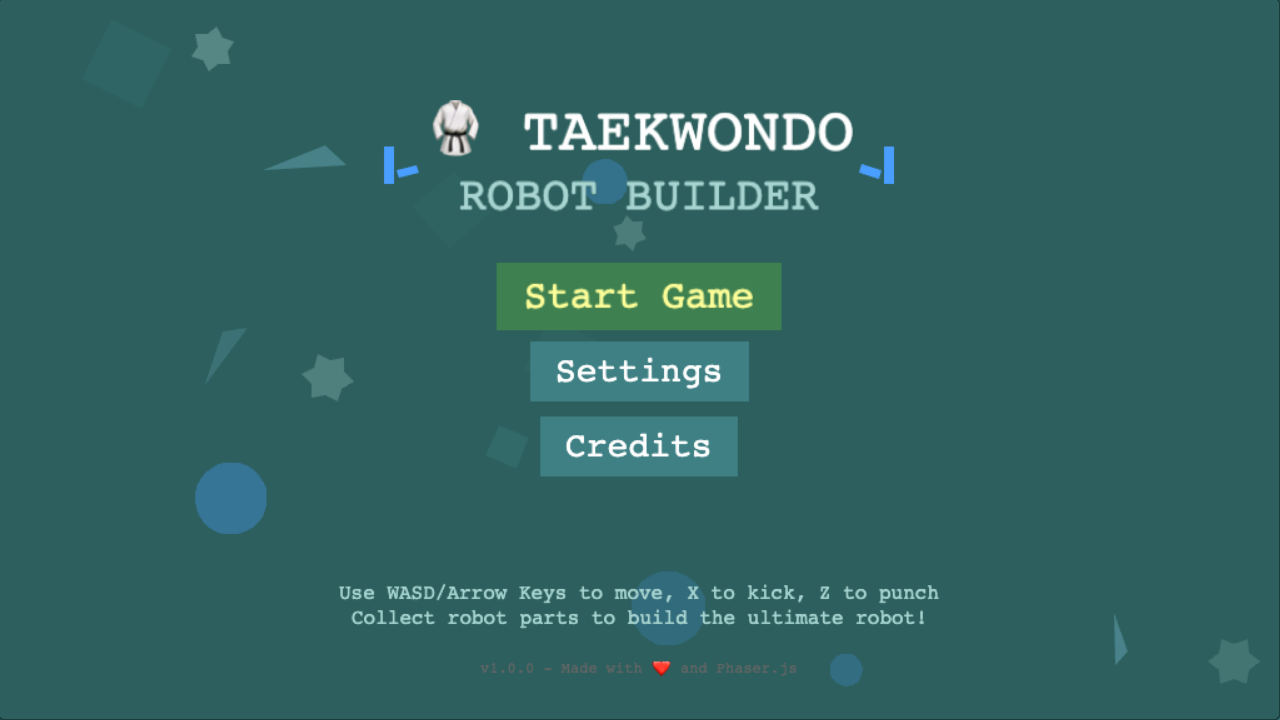 🥋 TAEKWONDO
ROBOT BUILDER
Start Game
Settings
Credits
Use WASD/Arrow Keys to move, X to kick, Z to punch
Collect robot parts to build the ultimate robot!
v1.0.0 - Made with ❤️ and Phaser.js